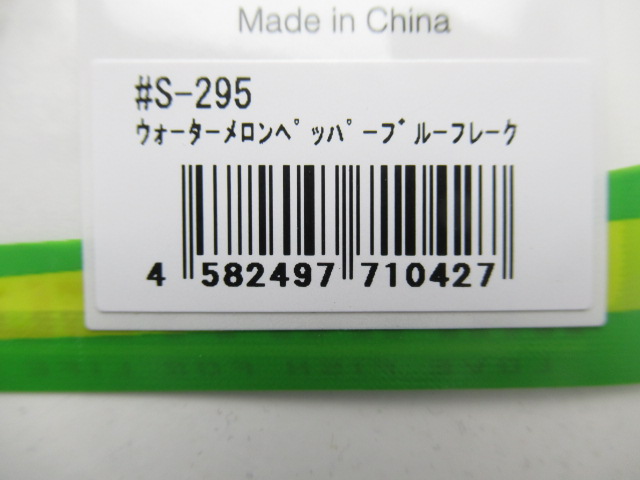 Made in China
#S-295
ｳｫｰﾀｰﾒﾛﾝﾍﾟｯﾊﾟｰﾌﾞﾙｰﾌﾚｰｸ
4 582497 710427